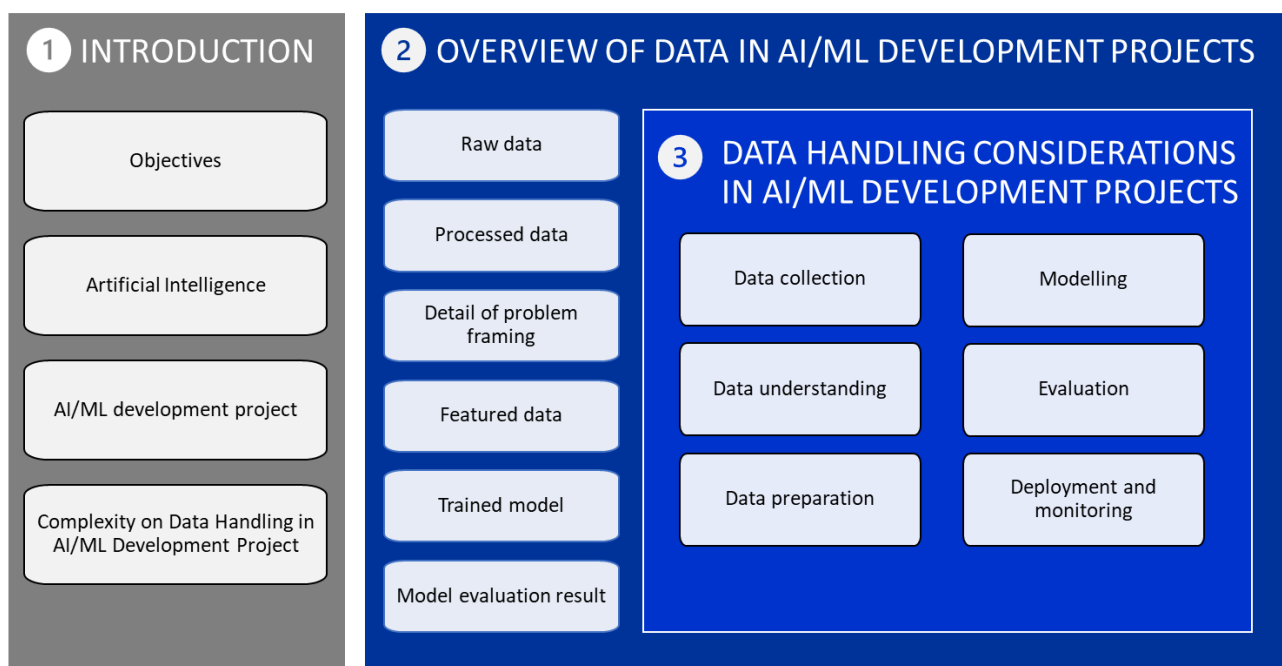 1 INTRODUCTION
Objectives
Artificial Intelligence
AI/ML development project
Complexity on Data Handling in
AI/ML Development Project
2 OVERVIEW OF DATA IN AI/ML DEVELOPMENT PROJECTS
Raw data
Processed data
Detail of problem
framing
Featured data
Trained model
Model evaluation result
3 DATA HANDLING CONSIDERATIONS
IN AI/ML DEVELOPMENT PROJECTS
Data collection
Data understanding
Data preparation
Modelling
Evaluation
Deployment and
monitoring